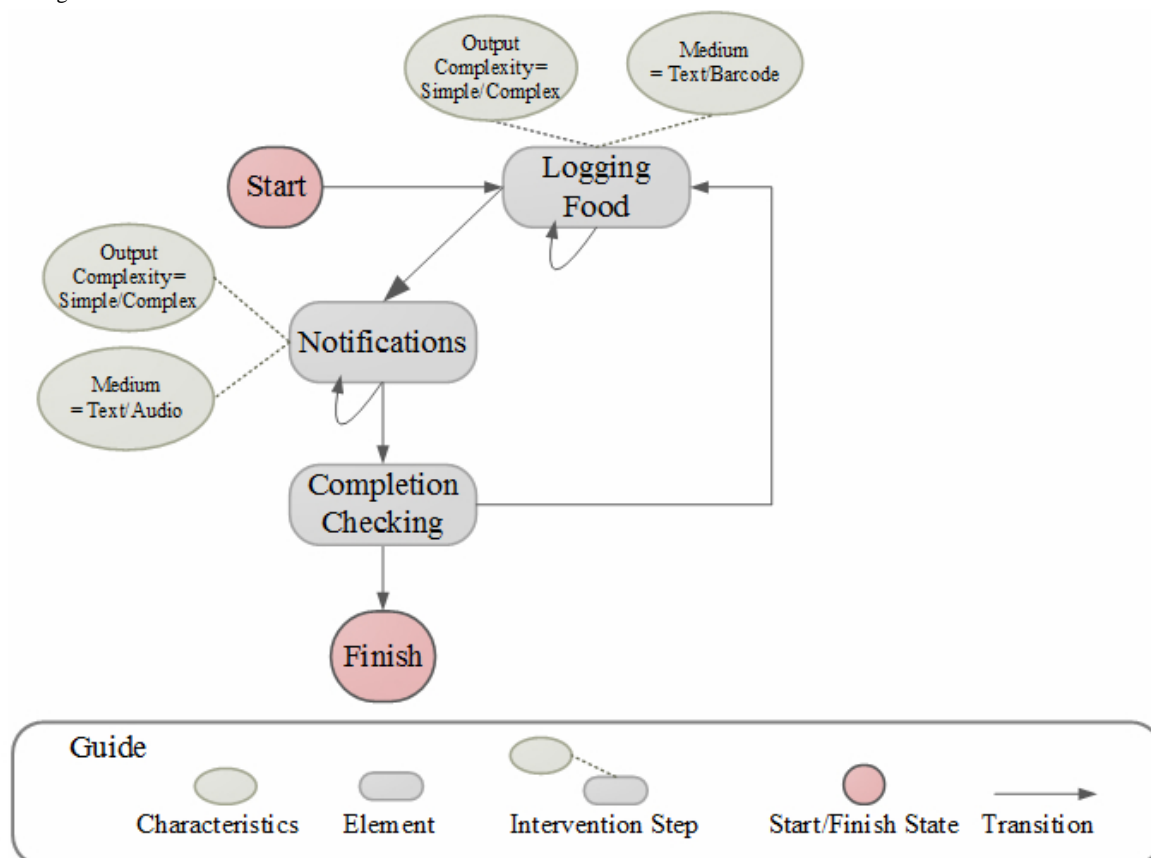 Output
Complexity=
Simple/Complex
Medium
= Text/Barcode
Start
Logging
Food
Output
Complexity=
Simple/Complex
Notifications
Medium
= Text/Audio
Completion
Checking
Finish
Guide
Characteristics
Element
Intervention Step
Start/Finish State
Transition